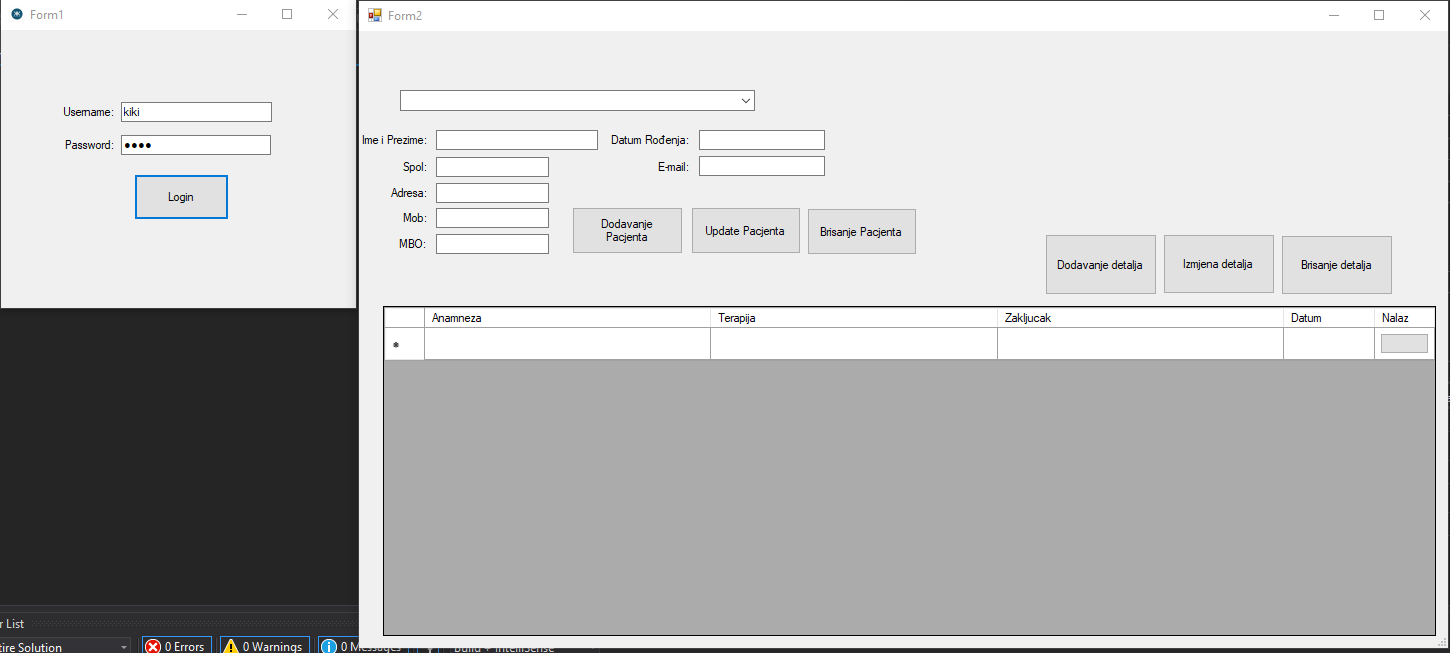 Form1
Username: kiki
Password: ●●●●
Login
Form2
Ime i Prezime:
Datum Rođenja:
Spol:
E-mail:
Adresa:
Mob:
MBO:
Dodavanje
Pacjenta
Update Pacjenta
Brisanje Pacjenta
Dodavanje detalja
Izmjena detalja
Brisanje detalja
Anamneza Terapija Zakljucak Datum Nalaz
r List
tire Solution
0 Errors
0 Warnings
0 Messages
Build + IntelliSense